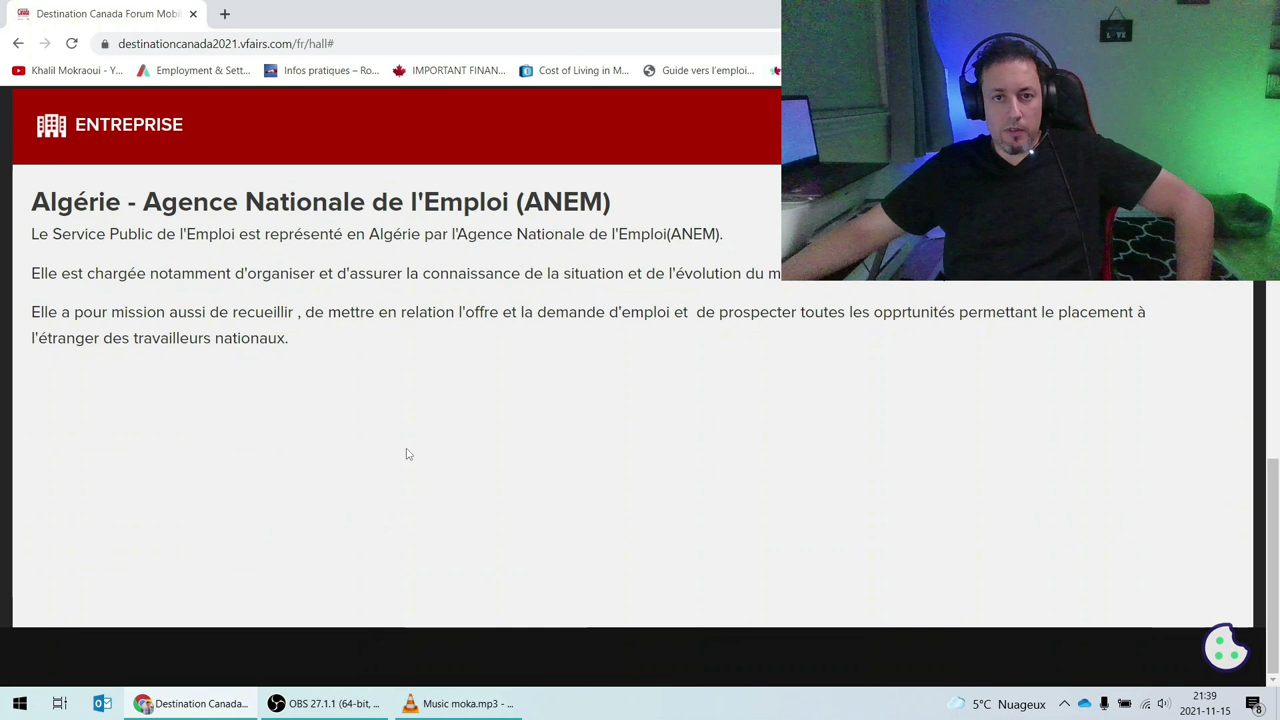 Destination Canada Forum Mobil
destinationcanada2021.vfairs.com/fr/hall#
Khalil Mokraoui - Y...
Employment & Sett...
Infos pratiques – Ro...
IMPORTANT FINAN...
Cost of Living in M...
Guide vers l'emploi...
LOVE
ENTREPRISE
Algérie - Agence Nationale de l'Emploi (ANEM)
Le Service Public de l'Emploi est représenté en Algérie par l'Agence Nationale de l'Emploi(ANEM).
Elle est chargée notamment d'organiser et d'assurer la connaissance de la situation et de l'évolution du m
Elle a pour mission aussi de recueillir , de mettre en relation l'offre et la demande d'emploi et  de prospecter toutes les opprtunités permettant le placement à
l'étranger des travailleurs nationaux.
Destination Canada...
OBS 27.1.1 (64-bit, ...
Music moka.mp3 - ...
5°C Nuageux
21:39
2021-11-15
8